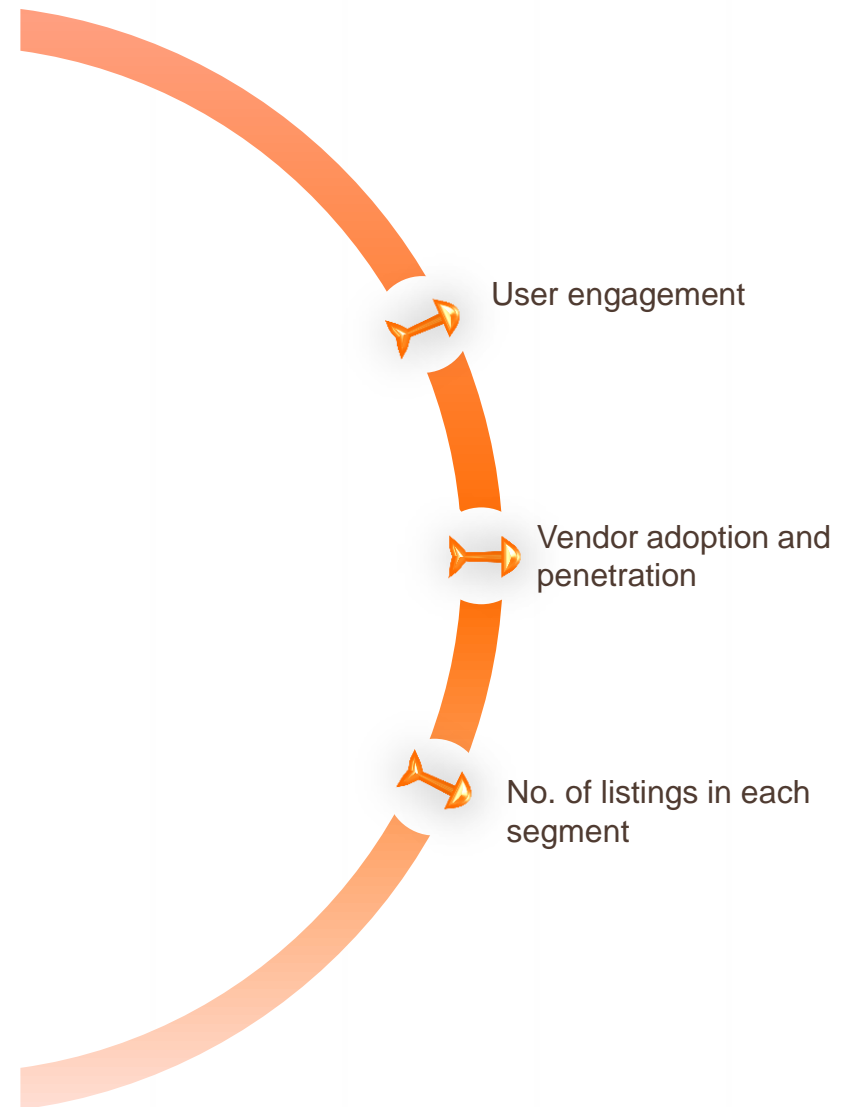 User engagement
Vendor adoption and
penetration
No. of listings in each
segment